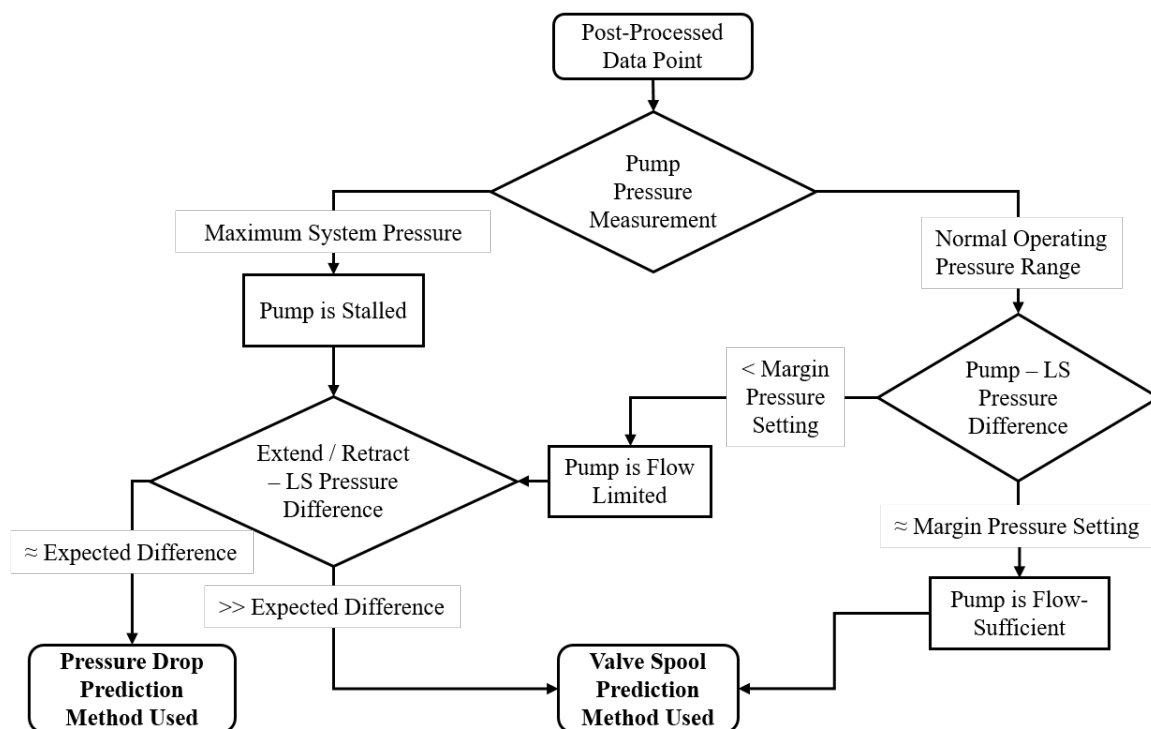 Post-Processed
Data Point
Pump
Pressure
Measurement
Maximum System Pressure
Normal Operating
Pressure Range
Pump is Stalled
< Margin
Pressure
Setting
Pump – LS
Pressure
Difference
Extend / Retract
– LS Pressure
Difference
Pump is Flow
Limited
≈ Expected Difference
≈ Margin Pressure Setting
>> Expected Difference
Pump is Flow-
Sufficient
Pressure Drop
Prediction
Method Used
Valve Spool
Prediction
Method Used